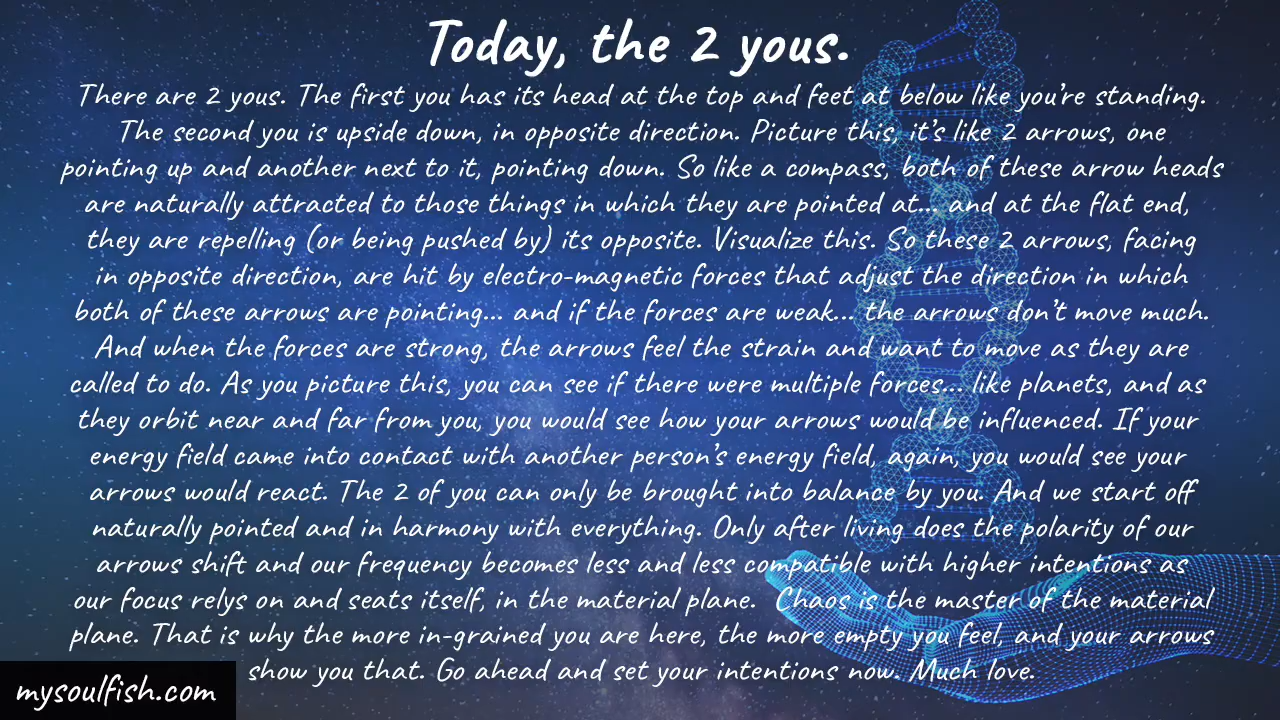 Today, the 2 yous.
There are 2 yous. The first you has its head at the top and feet at below like you're standing.
The second you is upside down, in opposite direction. Picture this, it's like 2 arrows, one
pointing up and another next to it, pointing down. So like a compass, both of these arrow heads
are naturally attracted to those things in which they are pointed at... and at the flat end,
they are repelling (or being pushed by) its opposite. Visualize this. So these 2 arrows, facing
in opposite direction, are hit by electro-magnetic forces that adjust the direction in which
both of these arrows are pointing... and if the forces are weak... the arrows don't move much.
And when the forces are strong, the arrows feel the strain and want to move as they are
called to do. As you picture this, you can see if there were multiple forces... like planets, and as
they orbit near and far from you, you would see how your arrows would be influenced. If your
energy field came into contact with another person's energy field, again, you would see your
arrows would react. The 2 of you can only be brought into balance by you. And we start off
naturally pointed and in harmony with everything. Only after living does the polarity of our
arrows shift and our frequency becomes less and less compatible with higher intentions as
our focus relys on and seats itself, in the material plane. Chaos is the master of the material
plane. That is why the more in-grained you are here, the more empty you feel, and your arrows
show you that. Go ahead and set your intentions now. Much love.
mysoulfish.com